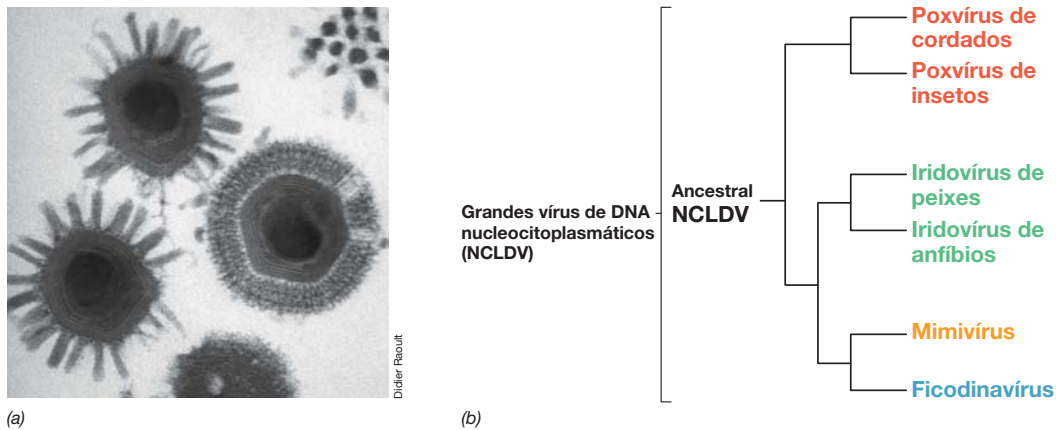 Didier Raoult
(a)
Grandes vírus de DNA
nucleocitoplasmáticos
(NCLDV)
Ancestral
NCLDV
Poxvírus de
cordados
Poxvírus de
insetos
Iridovírus de
peixes
Iridovírus de
anfíbios
Mimivírus
Ficodinavírus
(b)